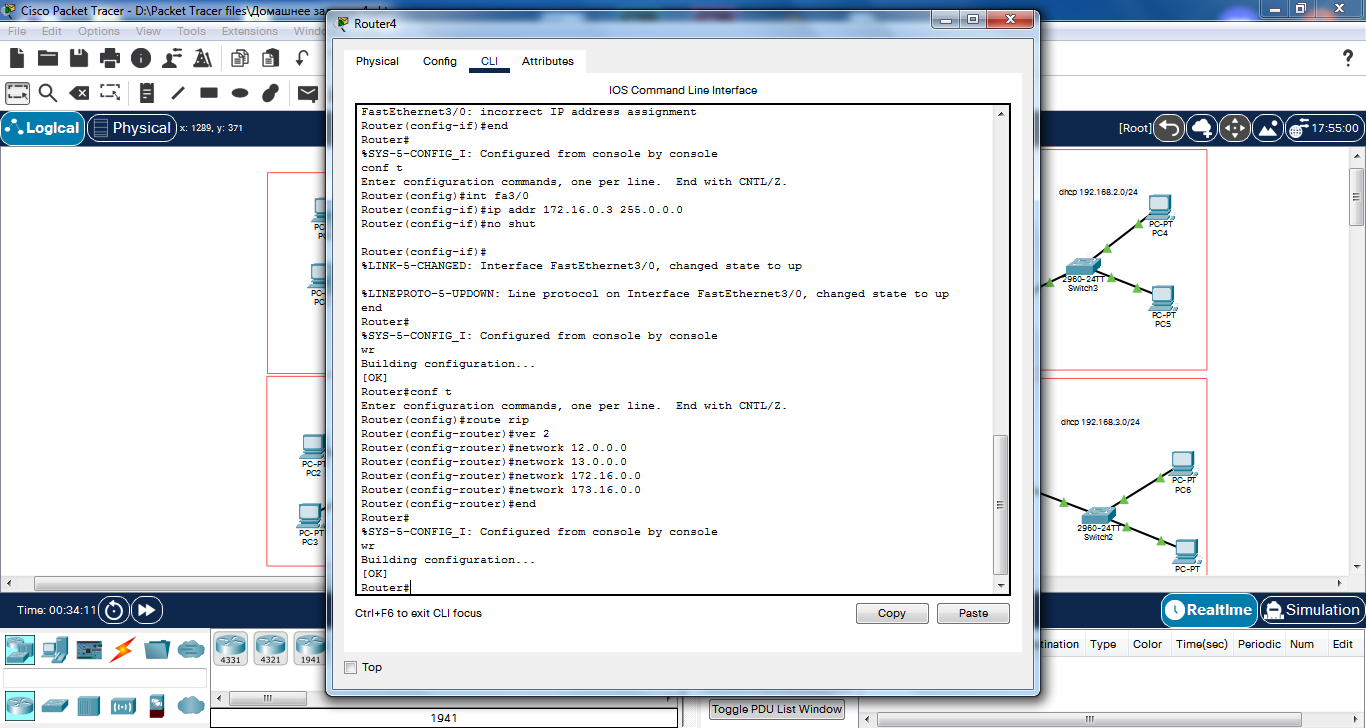 Cisco Packet Tracer - D:\Packet Tracer files\Домашнее за
Router4
File Edit Options View Tools Extensions Windo
Physical Config CLI Attributes
IOS Command Line Interface
Logical Physical x: 1289, y: 371
[Root] 17:55:00
FastEthernet3/0: incorrect IP address assignment
Router(config-if)#end
Router#
%SYS-5-CONFIG_I: Configured from console by console
conf t
Enter configuration commands, one per line.  End with CNTL/Z.
Router(config)#int fa3/0
Router(config-if)#ip addr 172.16.0.3 255.0.0.0
Router(config-if)#no shut
Router(config-if)#
%LINK-5-CHANGED: Interface FastEthernet3/0, changed state to up
%LINEPROTO-5-UPDOWN: Line protocol on Interface FastEthernet3/0, changed state to up
end
Router#
%SYS-5-CONFIG_I: Configured from console by console
wr
Building configuration...
[OK]
Router#conf t
Enter configuration commands, one per line.  End with CNTL/Z.
Router(config)#route rip
Router(config-router)#ver 2
Router(config-router)#network 12.0.0.0
Router(config-router)#network 13.0.0.0
Router(config-router)#network 172.16.0.0
Router(config-router)#network 173.16.0.0
Router(config-router)#end
Router#
%SYS-5-CONFIG_I: Configured from console by console
wr
Building configuration...
[OK]
Router#
Ctrl+F6 to exit CLI focus
Copy Paste
Top
PC
PC
PC-PT
PC2
PC-PT
PC3
dhcp 192.168.2.0/24
PC-PT
PC4
2960-24TT
Switch3
PC-PT
PC5
dhcp 192.168.3.0/24
PC-PT
PC6
2960-24TT
Switch2
PC-PT
Time: 00:34:11
Realtime Simulation
4331 4321 1941
1941
tination Type Color Time(sec) Periodic Num Edit
Toggle PDU List Window